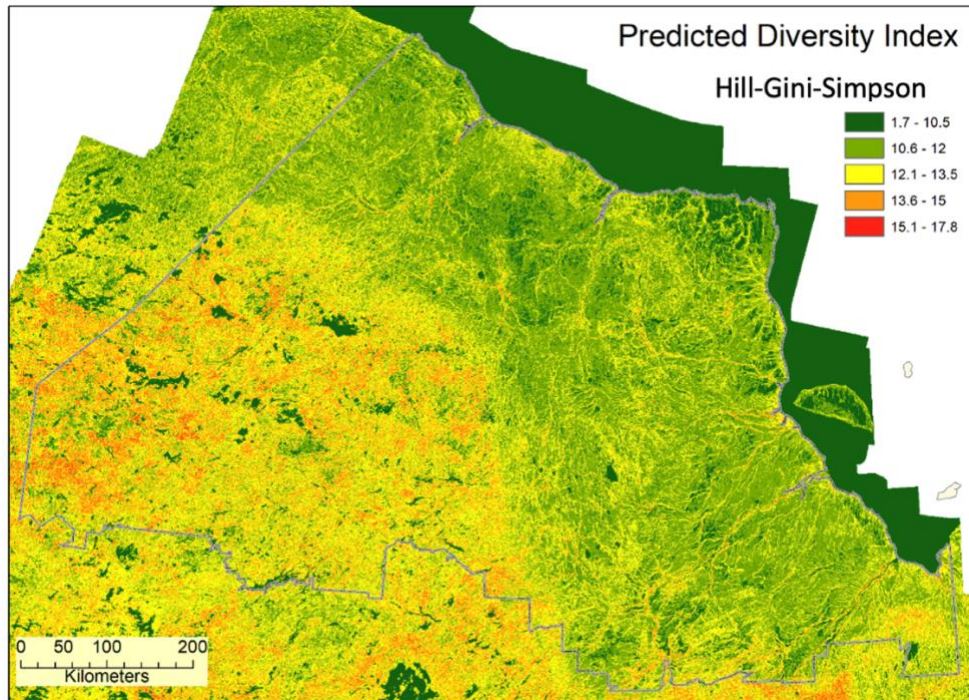 Predicted Diversity Index
Hill-Gini-Simpson
1.7 - 10.5
10.6 - 12
12.1 - 13.5
13.6 - 15
15.1 - 17.8
0 50 100 200
Kilometers